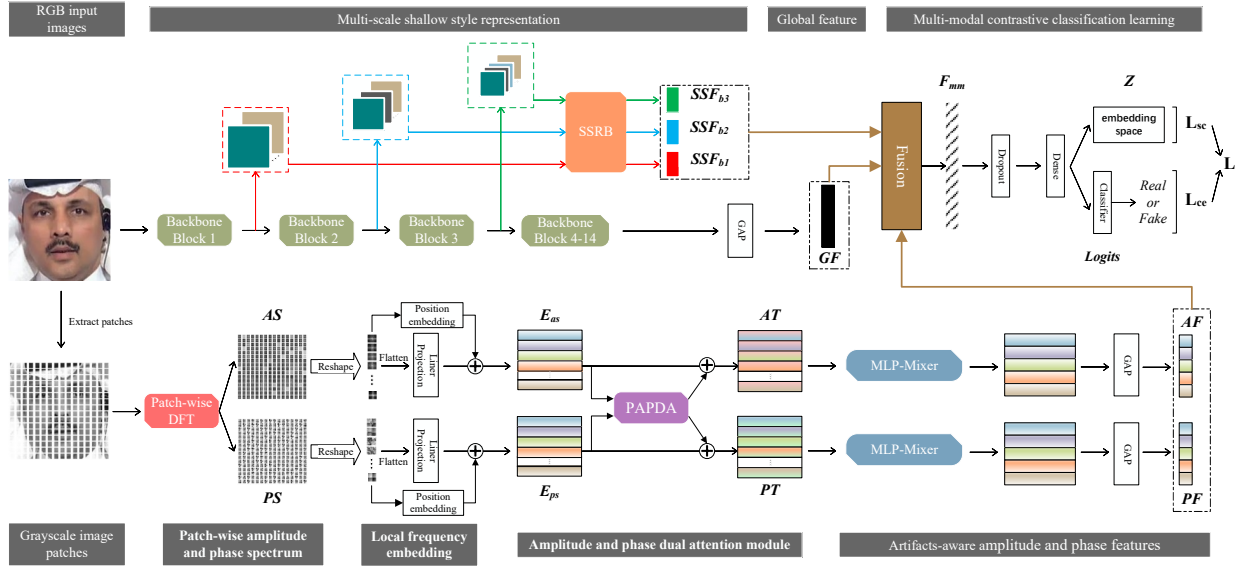 RGB input
images
Multi-scale shallow style representation
Global feature
Multi-modal contrastive classification learning
SSRB
SSF_b3
SSF_b2
SSF_b1
Fusion
F_mm
Dropout
Dense
Z
embedding
space
Classifier
Real
or
Fake
Logits
L_sc
L_ce
L
Backbone
Block 1
Backbone
Block 2
Backbone
Block 3
Backbone
Block 4-14
GAP
GF
Extract patches
Patch-wise
DFT
AS
PS
Reshape
Reshape
Flatten
Flatten
Position
embedding
Liner
Projection
Liner
Projection
Position
embedding
E_as
E_ps
PAPDA
AT
PT
MLP-Mixer
MLP-Mixer
GAP
GAP
AF
PF
Grayscale image
patches
Patch-wise amplitude
and phase spectrum
Local frequency
embedding
Amplitude and phase dual attention module
Artifacts-aware amplitude and phase features